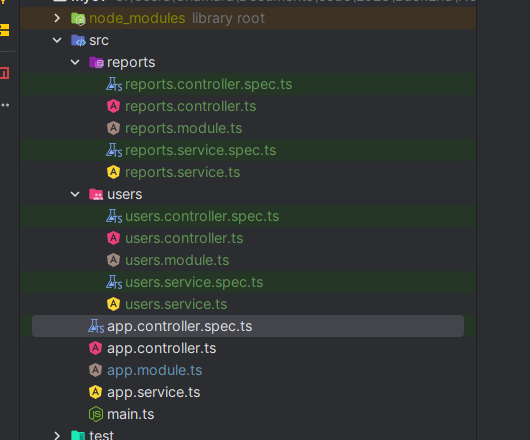 node_modules library root
src
reports
reports.controller.spec.ts
reports.controller.ts
reports.module.ts
reports.service.spec.ts
reports.service.ts
users
users.controller.spec.ts
users.controller.ts
users.module.ts
users.service.spec.ts
users.service.ts
app.controller.spec.ts
app.controller.ts
app.module.ts
app.service.ts
main.ts
test